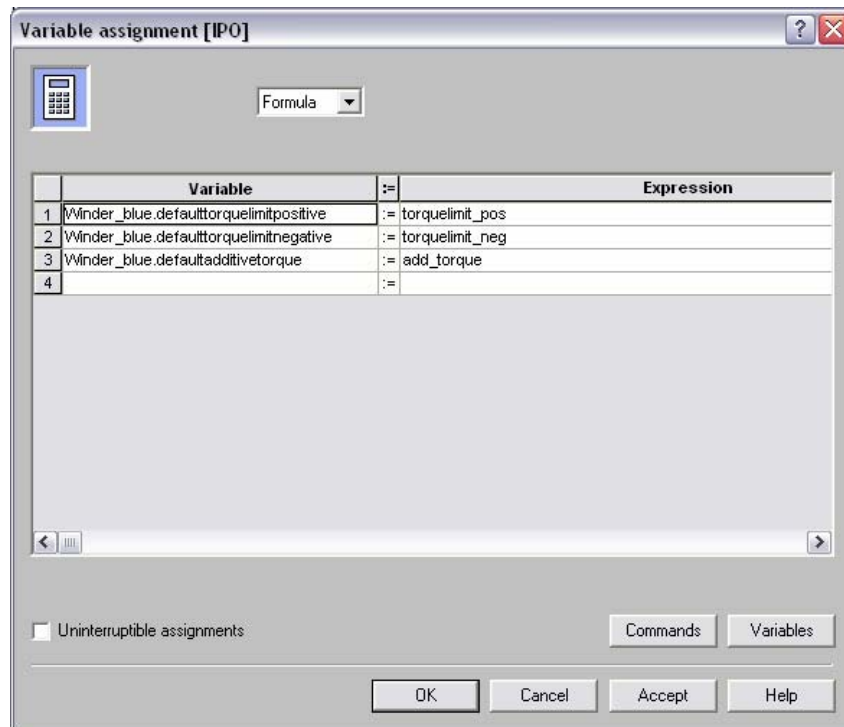 Variable assignment [IPO]
Formula
Variable := Expression
1 Winder_blue.defaulttorquelimitpositive := torquelimit_pos
2 Winder_blue.defaulttorquelimitnegative := torquelimit_neg
3 Winder_blue.defaultadditivetorque := add_torque
4 :=
Uninterruptible assignments
Commands Variables
OK Cancel Accept Help